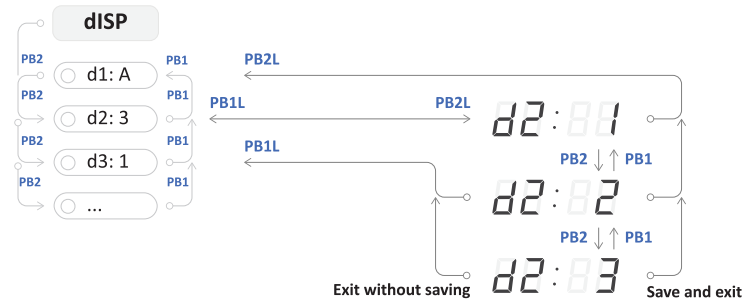 dISP
PB2 PB1 PB2L
d1: A
PB2 PB1 PB1L PB2L
d2: 3 d2: 1
PB2 PB1 PB1L PB2 PB1
d3: 1
PB2 PB1 d2: 2
...
PB2 PB1
d2: 3
Exit without saving Save and exit